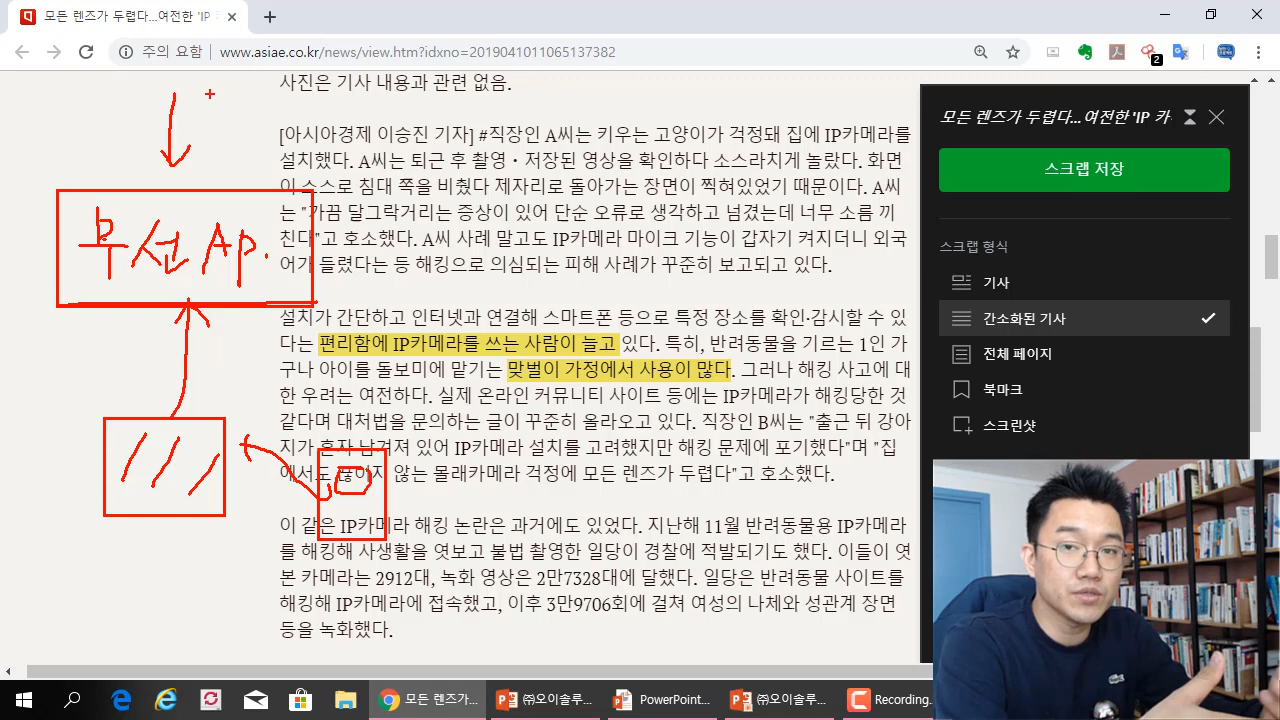 모든 렌즈가 두렵다...여전한 'IP
주의 요함 www.asiae.co.kr/news/view.htm?idxno=2019041011065137382
2
사진은 기사 내용과 관련 없음.
[아시아경제 이승진 기자] #직장인 A씨는 키우는 고양이가 걱정돼 집에 IP카메라를
설치했다. A씨는 퇴근 후 촬영·저장된 영상을 확인하다 소스라치게 놀랐다. 화면
이 스스로 침대 쪽을 비췄다 제자리로 돌아가는 장면이 찍혀있었기 때문이다. A씨
는 "가끔 달그락거리는 증상이 있어 단순 오류로 생각하고 넘겼는데 너무 소름 끼
친다"고 호소했다. A씨 사례 말고도 IP카메라 마이크 기능이 갑자기 켜지더니 외국
어가 들렸다는 등 해킹으로 의심되는 피해 사례가 꾸준히 보고되고 있다.
설치가 간단하고 인터넷과 연결해 스마트폰 등으로 특정 장소를 확인·감시할 수 있
다는 편리함에 IP카메라를 쓰는 사람이 늘고 있다. 특히, 반려동물을 기르는 1인 가
구나 아이를 돌보미에 맡기는 맞벌이 가정에서 사용이 많다. 그러나 해킹 사고에 대
한 우려는 여전하다. 실제 온라인 커뮤니티 사이트 등에는 IP카메라가 해킹당한 것
같다며 대처법을 문의하는 글이 꾸준히 올라오고 있다. 직장인 B씨는 "출근 뒤 강아
지가 혼자 남겨져 있어 IP카메라 설치를 고려했지만 해킹 문제에 포기했다"며 "집
에서도 끊이지 않는 몰래카메라 걱정에 모든 렌즈가 두렵다"고 호소했다.
이 같은 IP카메라 해킹 논란은 과거에도 있었다. 지난해 11월 반려동물용 IP카메라
를 해킹해 사생활을 엿보고 불법 촬영한 일당이 경찰에 적발되기도 했다. 이들이 엿
본 카메라는 2912대, 녹화 영상은 2만7328대에 달했다. 일당은 반려동물 사이트를
해킹해 IP카메라에 접속했고, 이후 3만9706회에 걸쳐 여성의 나체와 성관계 장면
등을 녹화했다.
무선 AP.
모든 렌즈가 두렵다...여전한 'IP 카
스크랩 저장
스크랩 형식
기사
간소화된 기사
전체 페이지
북마크
스크린샷
모든 렌즈가...
㈜오이솔루...
PowerPoint...
㈜오이솔루...
Recording...